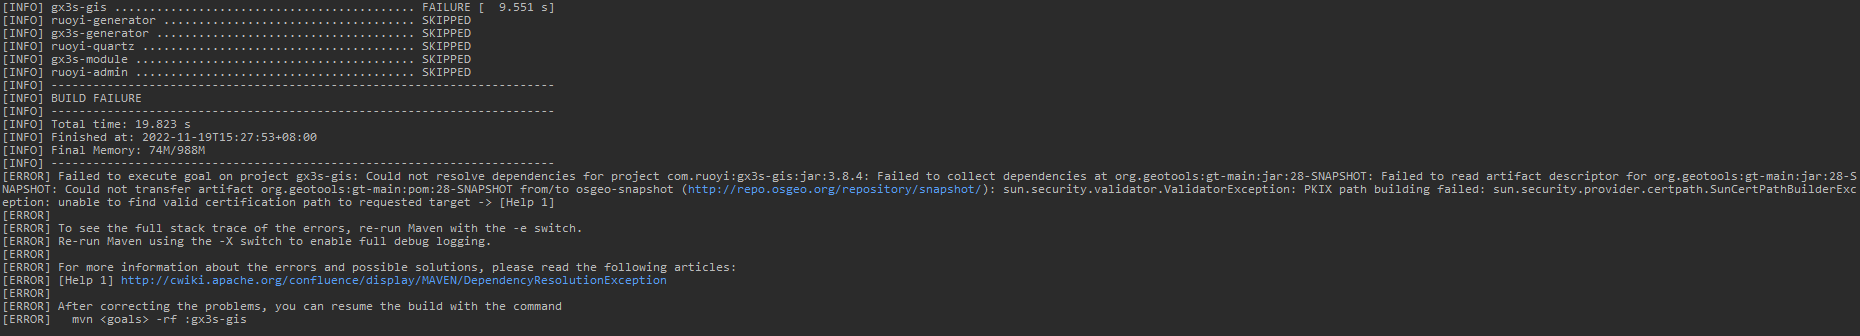 [INFO] gx3s-gis ........................................... FAILURE [  9.551 s]
[INFO] ruoyi-generator .................................... SKIPPED
[INFO] gx3s-generator ..................................... SKIPPED
[INFO] ruoyi-quartz ....................................... SKIPPED
[INFO] gx3s-module ........................................ SKIPPED
[INFO] ruoyi-admin ........................................ SKIPPED
[INFO] ------------------------------------------------------------------------
[INFO] BUILD FAILURE
[INFO] ------------------------------------------------------------------------
[INFO] Total time: 19.823 s
[INFO] Finished at: 2022-11-19T15:27:53+08:00
[INFO] Final Memory: 74M/988M
[INFO] ------------------------------------------------------------------------
[ERROR] Failed to execute goal on project gx3s-gis: Could not resolve dependencies for project com.ruoyi:gx3s-gis:jar:3.8.4: Failed to collect dependencies at org.geotools:gt-main:jar:28-SNAPSHOT: Failed to read artifact descriptor for org.geotools:gt-main:jar:28-S
NAPSHOT: Could not transfer artifact org.geotools:gt-main:pom:28-SNAPSHOT from/to osgeo-snapshot (http://repo.osgeo.org/repository/snapshot/): sun.security.validator.ValidatorException: PKIX path building failed: sun.security.provider.certpath.SunCertPathBuilderExc
eption: unable to find valid certification path to requested target -> [Help 1]
[ERROR]
[ERROR] To see the full stack trace of the errors, re-run Maven with the -e switch.
[ERROR] Re-run Maven using the -X switch to enable full debug logging.
[ERROR]
[ERROR] For more information about the errors and possible solutions, please read the following articles:
[ERROR] [Help 1] http://cwiki.apache.org/confluence/display/MAVEN/DependencyResolutionException
[ERROR]
[ERROR] After correcting the problems, you can resume the build with the command
[ERROR]   mvn <goals> -rf :gx3s-gis